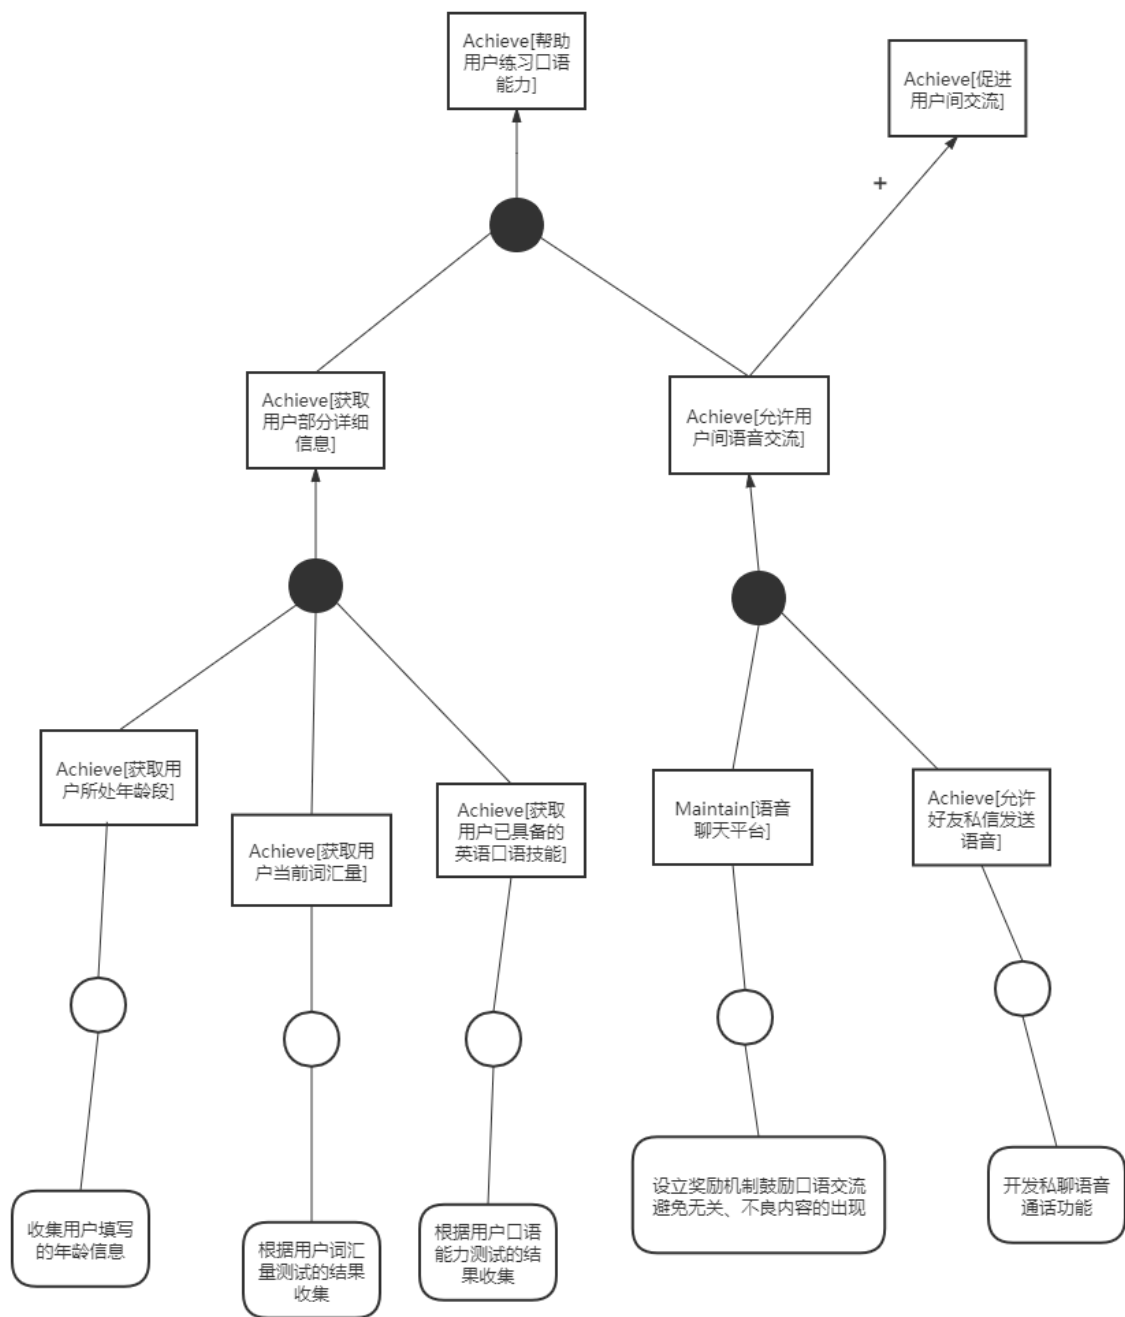 Achieve[帮助
用户练习口语
能力]
Achieve[促进
用户间交流]
+
Achieve[获取
用户部分详细
信息]
Achieve[允许用
户间语音交流]
Achieve[获取用
户所处年龄段]
Achieve[获取用
户当前词汇量]
Achieve[获取
用户已具备的
英语口语技能]
Maintain[语音
聊天平台]
Achieve[允许
好友私信发送
语音]
收集用户填写
的年龄信息
根据用户词汇
量测试的结果
收集
根据用户口语
能力测试的结
果收集
设立奖励机制鼓励口语交流
避免无关、不良内容的出现
开发私聊语音
通话功能